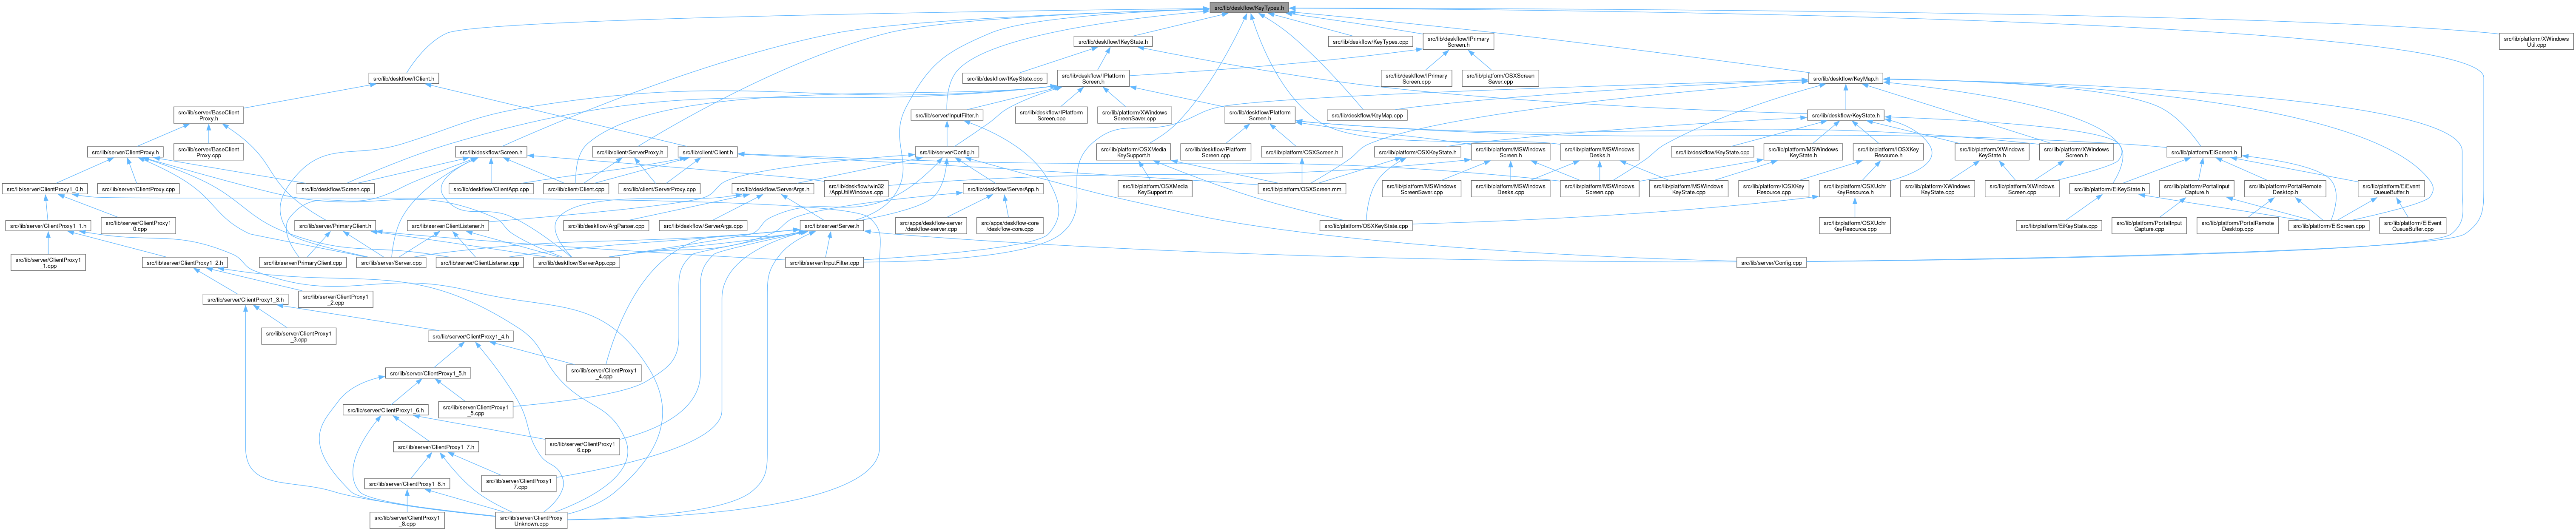 src/lib/deskflow/KeyTypes.h
src/lib/deskflow/IKeyState.h
src/lib/deskflow/KeyTypes.cpp
src/lib/deskflow/IPrimary
Screen.h
src/lib/platform/XWindows
Util.cpp
src/lib/deskflow/IClient.h
src/lib/deskflow/IKeyState.cpp
src/lib/deskflow/IPlatform
Screen.h
src/lib/deskflow/IPrimary
Screen.cpp
src/lib/platform/OSXScreen
Saver.cpp
src/lib/deskflow/KeyMap.h
src/lib/server/BaseClient
Proxy.h
src/lib/server/InputFilter.h
src/lib/deskflow/IPlatform
Screen.cpp
src/lib/platform/XWindows
ScreenSaver.cpp
src/lib/deskflow/Platform
Screen.h
src/lib/deskflow/KeyMap.cpp
src/lib/deskflow/KeyState.h
src/lib/server/ClientProxy.h
src/lib/server/BaseClient
Proxy.cpp
src/lib/deskflow/Screen.h
src/lib/client/ServerProxy.h
src/lib/client/Client.h
src/lib/server/Config.h
src/lib/platform/OSXMedia
KeySupport.h
src/lib/deskflow/Platform
Screen.cpp
src/lib/platform/OSXScreen.h
src/lib/platform/OSXKeyState.h
src/lib/platform/MSWindows
Screen.h
src/lib/platform/MSWindows
Desks.h
src/lib/deskflow/KeyState.cpp
src/lib/platform/MSWindows
KeyState.h
src/lib/platform/IOSXKey
Resource.h
src/lib/platform/XWindows
KeyState.h
src/lib/platform/XWindows
Screen.h
src/lib/platform/EiScreen.h
src/lib/server/ClientProxy1_0.h
src/lib/server/ClientProxy.cpp
src/lib/deskflow/Screen.cpp
src/lib/deskflow/ClientApp.cpp
src/lib/client/Client.cpp
src/lib/client/ServerProxy.cpp
src/lib/deskflow/ServerArgs.h
src/lib/deskflow/win32
/AppUtilWindows.cpp
src/lib/deskflow/ServerApp.h
src/lib/platform/OSXMedia
KeySupport.m
src/lib/platform/OSXScreen.mm
src/lib/platform/MSWindows
ScreenSaver.cpp
src/lib/platform/MSWindows
Desks.cpp
src/lib/platform/MSWindows
Screen.cpp
src/lib/platform/MSWindows
KeyState.cpp
src/lib/platform/IOSXKey
Resource.cpp
src/lib/platform/OSXUchr
KeyResource.h
src/lib/platform/XWindows
KeyState.cpp
src/lib/platform/XWindows
Screen.cpp
src/lib/platform/EiKeyState.h
src/lib/platform/PortalInput
Capture.h
src/lib/platform/PortalRemote
Desktop.h
src/lib/platform/EiEvent
QueueBuffer.h
src/lib/server/ClientProxy1_1.h
src/lib/server/ClientProxy1
_0.cpp
src/lib/server/PrimaryClient.h
src/lib/server/ClientListener.h
src/lib/deskflow/ArgParser.cpp
src/lib/deskflow/ServerArgs.cpp
src/lib/server/Server.h
src/apps/deskflow-server
/deskflow-server.cpp
src/apps/deskflow-core
/deskflow-core.cpp
src/lib/platform/OSXKeyState.cpp
src/lib/platform/OSXUchr
KeyResource.cpp
src/lib/platform/EiKeyState.cpp
src/lib/platform/PortalInput
Capture.cpp
src/lib/platform/PortalRemote
Desktop.cpp
src/lib/platform/EiScreen.cpp
src/lib/platform/EiEvent
QueueBuffer.cpp
src/lib/server/ClientProxy1
_1.cpp
src/lib/server/ClientProxy1_2.h
src/lib/server/PrimaryClient.cpp
src/lib/server/Server.cpp
src/lib/server/ClientListener.cpp
src/lib/deskflow/ServerApp.cpp
src/lib/server/InputFilter.cpp
src/lib/server/Config.cpp
src/lib/server/ClientProxy1_3.h
src/lib/server/ClientProxy1
_2.cpp
src/lib/server/ClientProxy1
_3.cpp
src/lib/server/ClientProxy1_4.h
src/lib/server/ClientProxy1_5.h
src/lib/server/ClientProxy1
_4.cpp
src/lib/server/ClientProxy1_6.h
src/lib/server/ClientProxy1
_5.cpp
src/lib/server/ClientProxy1_7.h
src/lib/server/ClientProxy1
_6.cpp
src/lib/server/ClientProxy1_8.h
src/lib/server/ClientProxy1
_7.cpp
src/lib/server/ClientProxy1
_8.cpp
src/lib/server/ClientProxy
Unknown.cpp